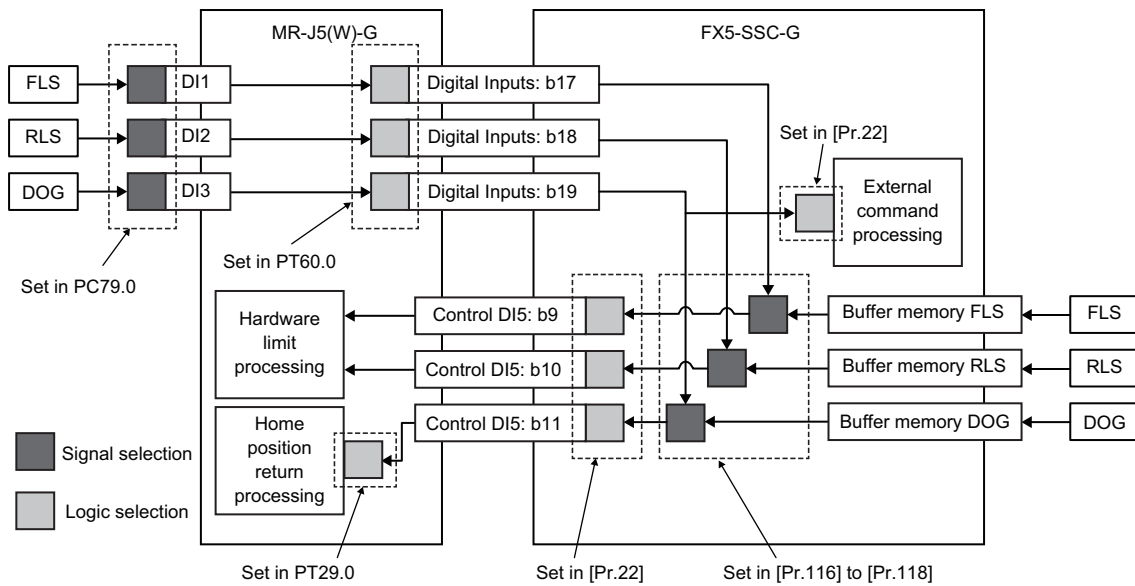 MR-J5(W)-G
FX5-SSC-G
FLS
DI1
Digital Inputs: b17
RLS
DI2
Digital Inputs: b18
DOG
DI3
Digital Inputs: b19
Set in [Pr.22]
External
command
processing
Set in PT60.0
Set in PC79.0
Hardware
limit
processing
Control DI5: b9
Buffer memory FLS
FLS
Control DI5: b10
Buffer memory RLS
RLS
Control DI5: b11
Buffer memory DOG
DOG
Home
position
return
processing
Signal selection
Logic selection
Set in PT29.0
Set in [Pr.22]
Set in [Pr.116] to [Pr.118]